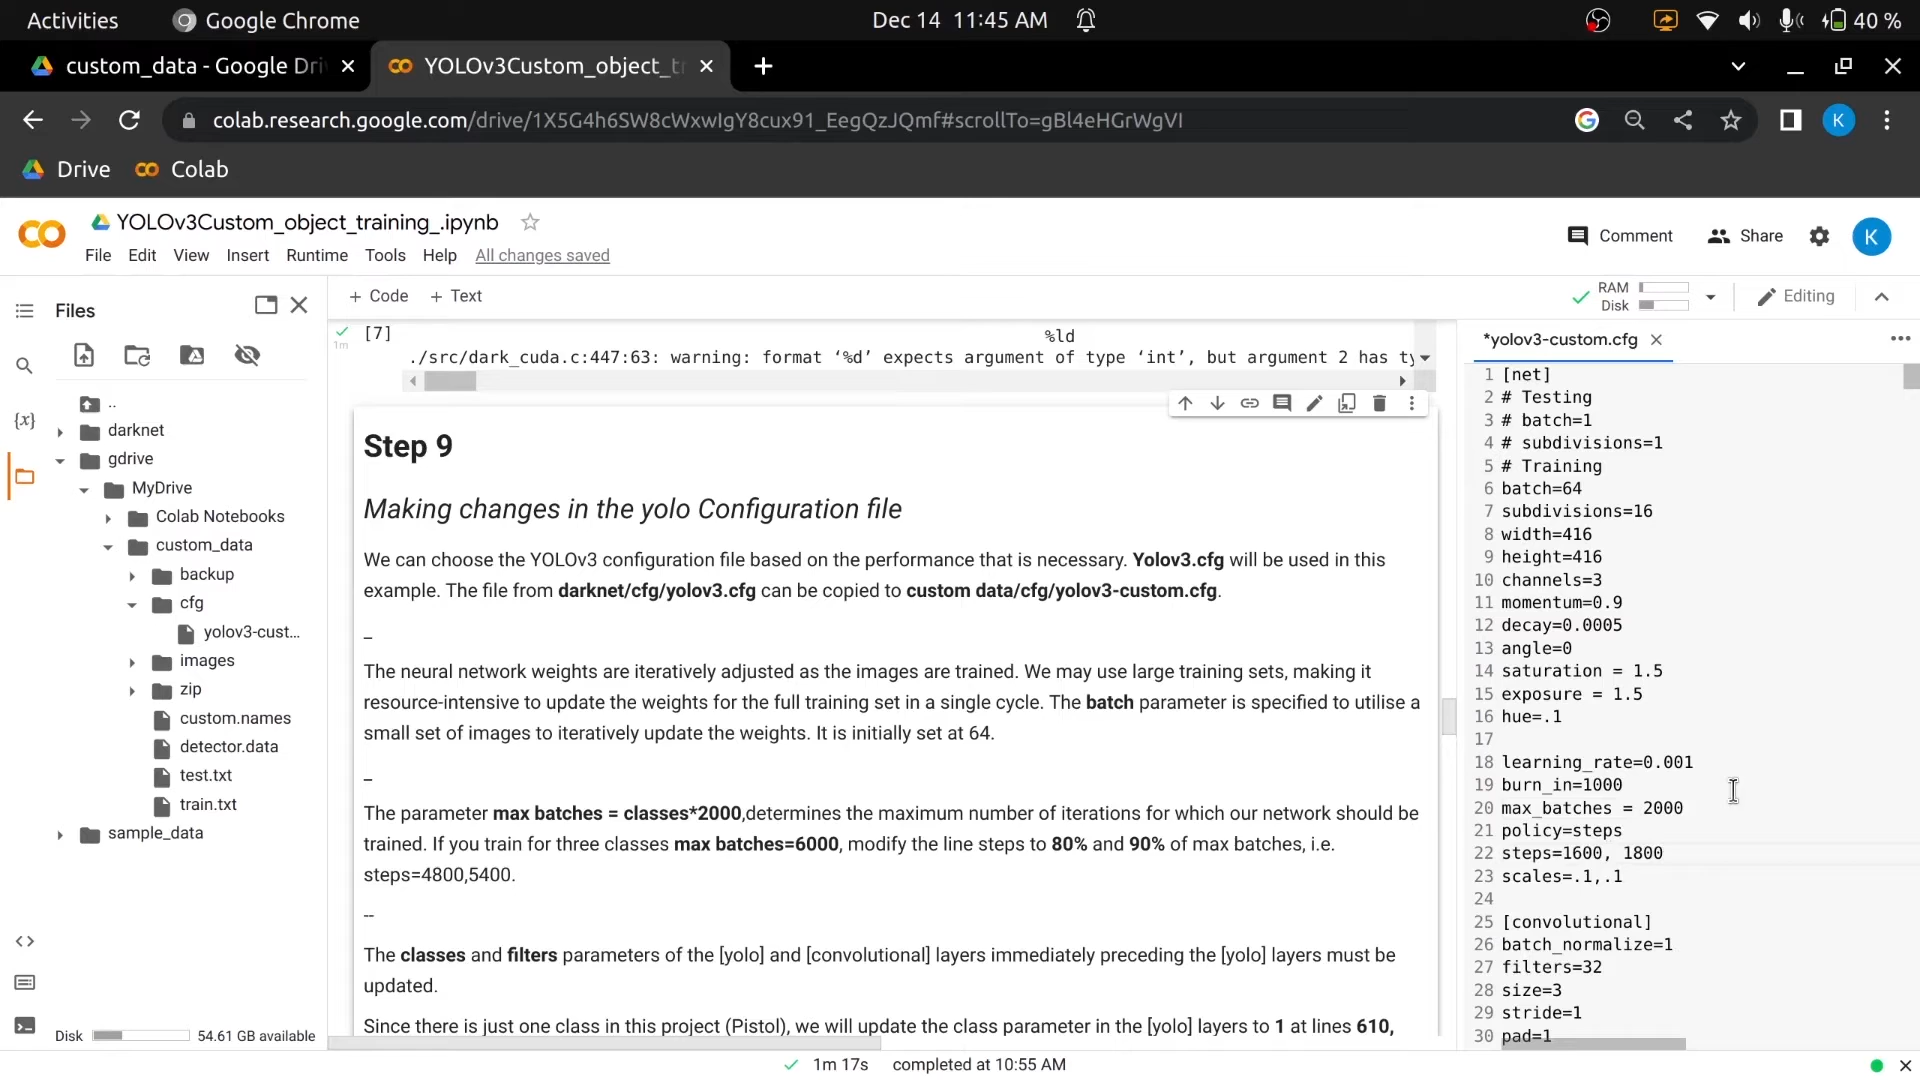 Activities Google Chrome Dec 14 11:45 AM 40 %
custom_data - Google Dri YOLOv3Custom_object_tr
colab.research.google.com/drive/1X5G4h6SW8cWxwIgY8cux91_EegQzJQmf#scrollTo=gBl4eHGrWgVI K
Drive Colab
YOLOv3Custom_object_training_.ipynb
File Edit View Insert Runtime Tools Help All changes saved
Comment Share K
Files
+ Code + Text
RAM
Disk
Editing
..
darknet
gdrive
MyDrive
Colab Notebooks
custom_data
backup
cfg
yolov3-cust...
images
zip
custom.names
detector.data
test.txt
train.txt
sample_data
{x}
Disk 54.61 GB available
[7]
1m
%ld
./src/dark_cuda.c:447:63: warning: format ‘%d’ expects argument of type ‘int’, but argument 2 has ty
Step 9
Making changes in the yolo Configuration file
We can choose the YOLOv3 configuration file based on the performance that is necessary. Yolov3.cfg will be used in this
example. The file from darknet/cfg/yolov3.cfg can be copied to custom data/cfg/yolov3-custom.cfg.
_
The neural network weights are iteratively adjusted as the images are trained. We may use large training sets, making it
resource-intensive to update the weights for the full training set in a single cycle. The batch parameter is specified to utilise a
small set of images to iteratively update the weights. It is initially set at 64.
_
The parameter max batches = classes*2000,determines the maximum number of iterations for which our network should be
trained. If you train for three classes max batches=6000, modify the line steps to 80% and 90% of max batches, i.e.
steps=4800,5400.
--
The classes and filters parameters of the [yolo] and [convolutional] layers immediately preceding the [yolo] layers must be
updated.
Since there is just one class in this project (Pistol), we will update the class parameter in the [yolo] layers to 1 at lines 610,
*yolov3-custom.cfg
1 [net]
2 # Testing
3 # batch=1
4 # subdivisions=1
5 # Training
6 batch=64
7 subdivisions=16
8 width=416
9 height=416
10 channels=3
11 momentum=0.9
12 decay=0.0005
13 angle=0
14 saturation = 1.5
15 exposure = 1.5
16 hue=.1
17
18 learning_rate=0.001
19 burn_in=1000
20 max_batches = 2000
21 policy=steps
22 steps=1600, 1800
23 scales=.1,.1
24
25 [convolutional]
26 batch_normalize=1
27 filters=32
28 size=3
29 stride=1
30 pad=1
1m 17s completed at 10:55 AM